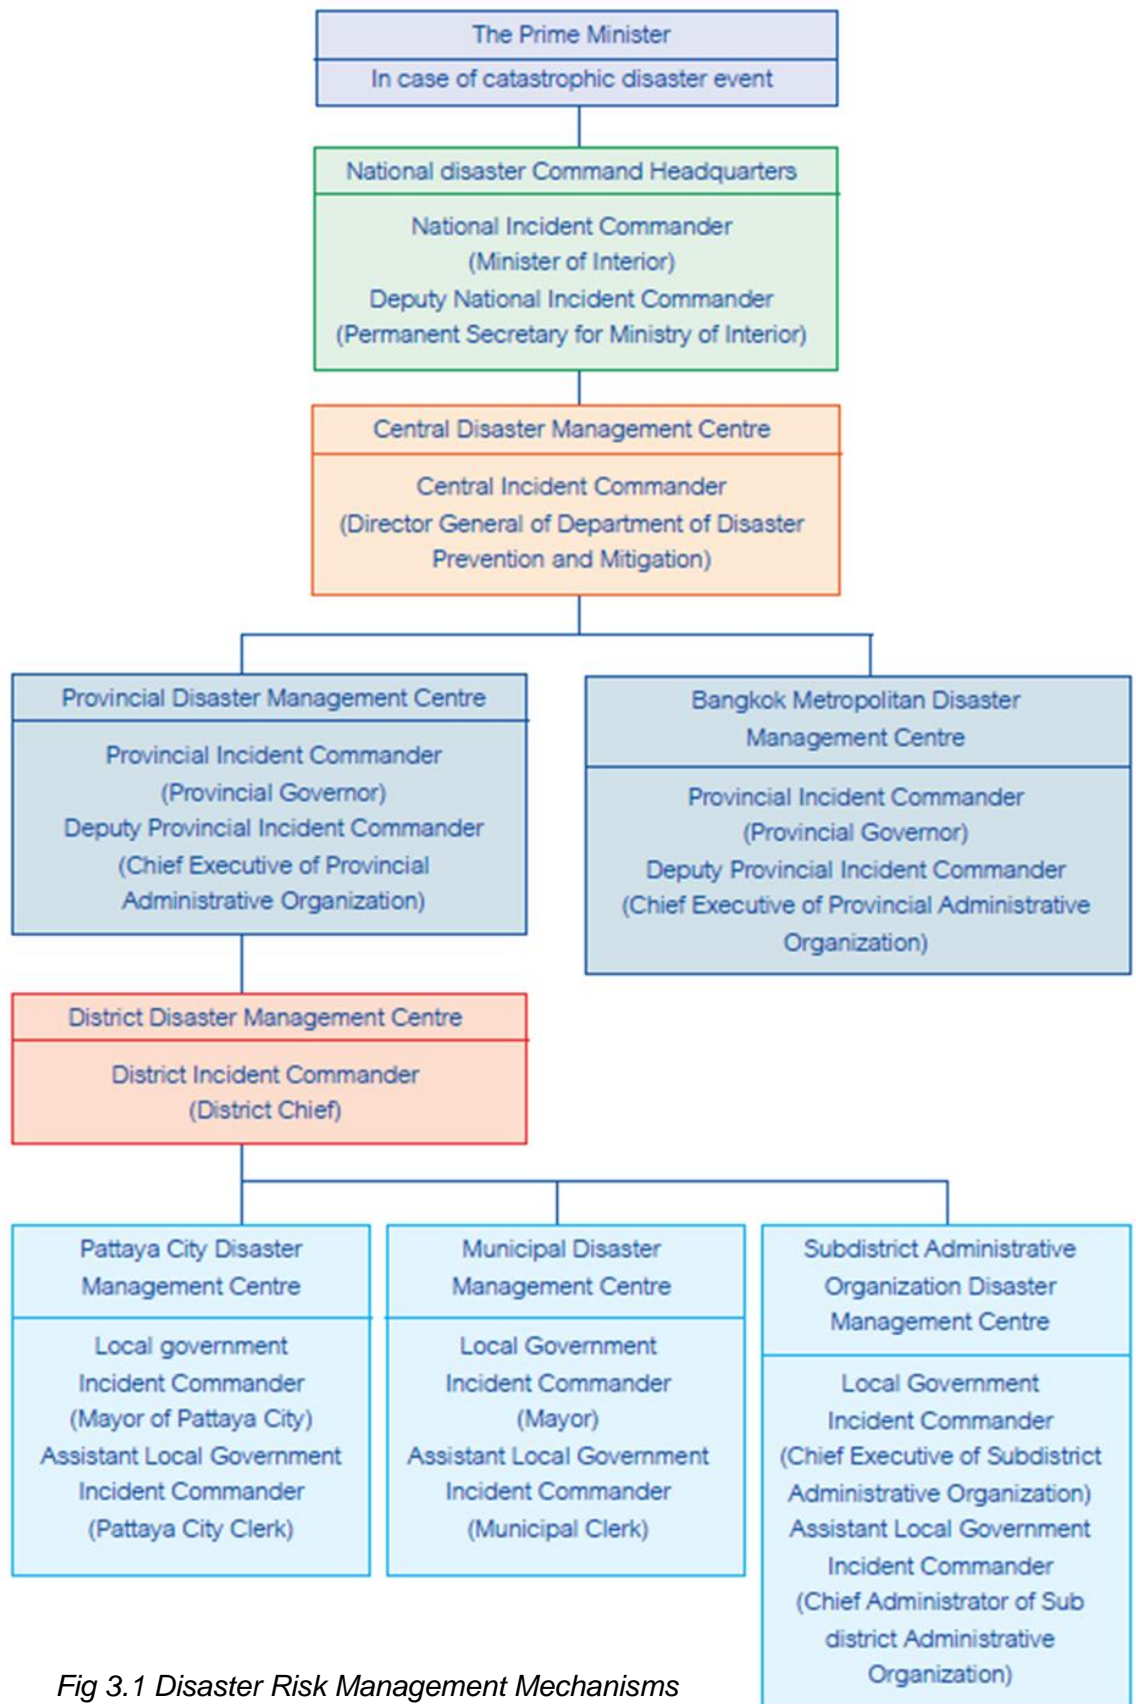 The Prime Minister
In case of catastrophic disaster event
National disaster Command Headquarters
National Incident Commander
(Minister of Interior)
Deputy National Incident Commander
(Permanent Secretary for Ministry of Interior)
Central Disaster Management Centre
Central Incident Commander
(Director General of Department of Disaster
Prevention and Mitigation)
Provincial Disaster Management Centre
Provincial Incident Commander
(Provincial Governor)
Deputy Provincial Incident Commander
(Chief Executive of Provincial
Administrative Organization)
Bangkok Metropolitan Disaster
Management Centre
Provincial Incident Commander
(Provincial Governor)
Deputy Provincial Incident Commander
(Chief Executive of Provincial Administrative
Organization)
District Disaster Management Centre
District Incident Commander
(District Chief)
Pattaya City Disaster
Management Centre
Local government
Incident Commander
(Mayor of Pattaya City)
Assistant Local Government
Incident Commander
(Pattaya City Clerk)
Municipal Disaster
Management Centre
Local Government
Incident Commander
(Mayor)
Assistant Local Government
Incident Commander
(Municipal Clerk)
Subdistrict Administrative
Organization Disaster
Management Centre
Local Government
Incident Commander
(Chief Executive of Subdistrict
Administrative Organization)
Assistant Local Government
Incident Commander
(Chief Administrator of Sub
district Administrative
Organization)
Fig 3.1 Disaster Risk Management Mechanisms